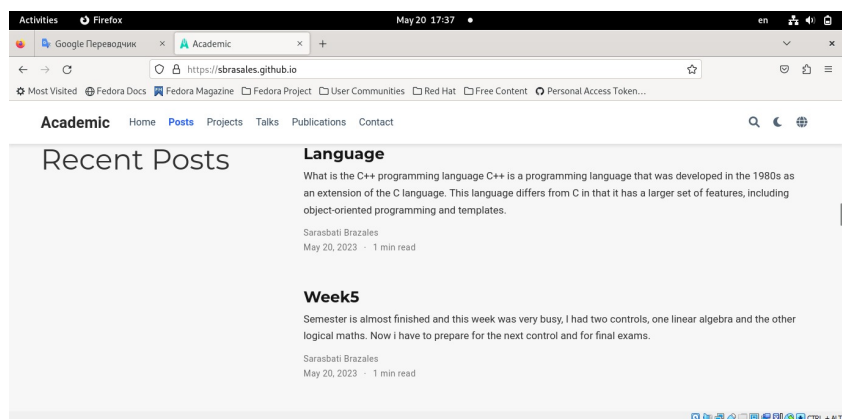 Activities Firefox May 20 17:37 en
Google Переводчик × Academic × +
https://sbrasales.github.io
Most Visited Fedora Docs Fedora Magazine Fedora Project User Communities Red Hat Free Content Personal Access Token…
Academic Home Posts Projects Talks Publications Contact
Recent Posts
Language
What is the C++ programming language C++ is a programming language that was developed in the 1980s as
an extension of the C language. This language differs from C in that it has a larger set of features, including
object-oriented programming and templates.
Sarasbati Brazales
May 20, 2023 · 1 min read
Week5
Semester is almost finished and this week was very busy, I had two controls, one linear algebra and the other
logical maths. Now i have to prepare for the next control and for final exams.
Sarasbati Brazales
May 20, 2023 · 1 min read
CTRL + ALT